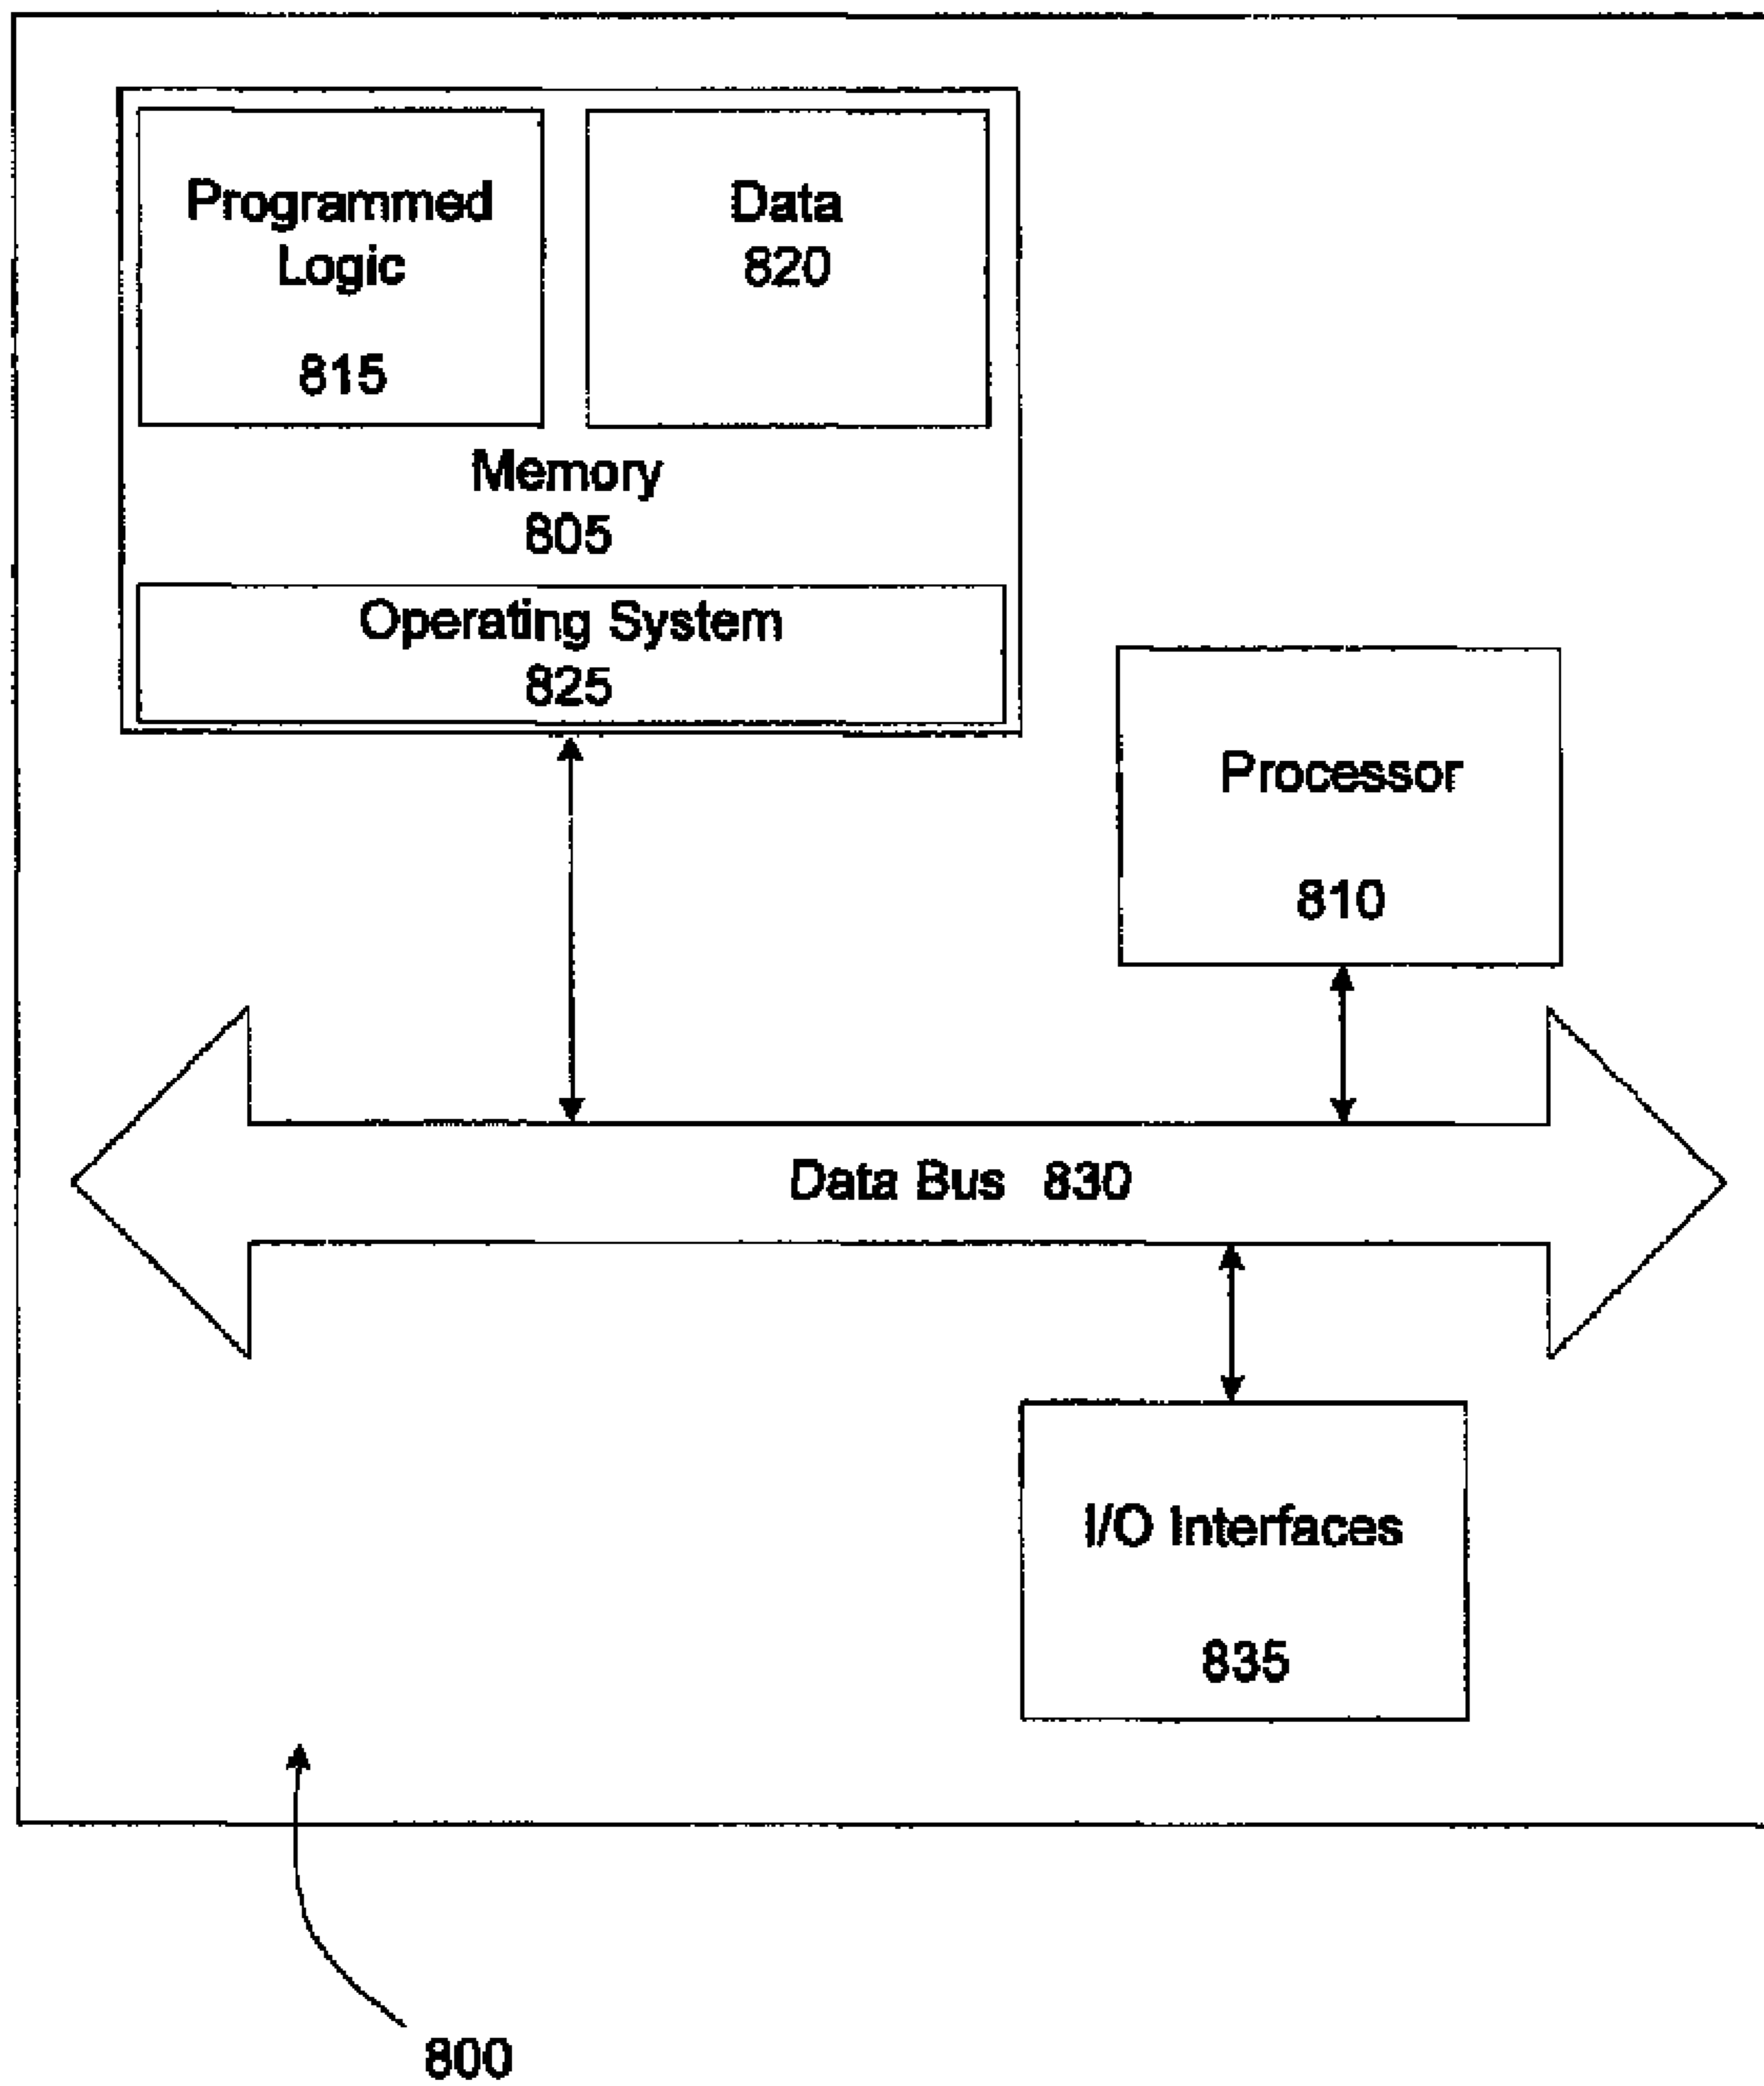 Programmed
Logic
815
Data
820
Memory
805
Operating System
825
Processor
810
Data Bus 830
I/O Interfaces
835
800